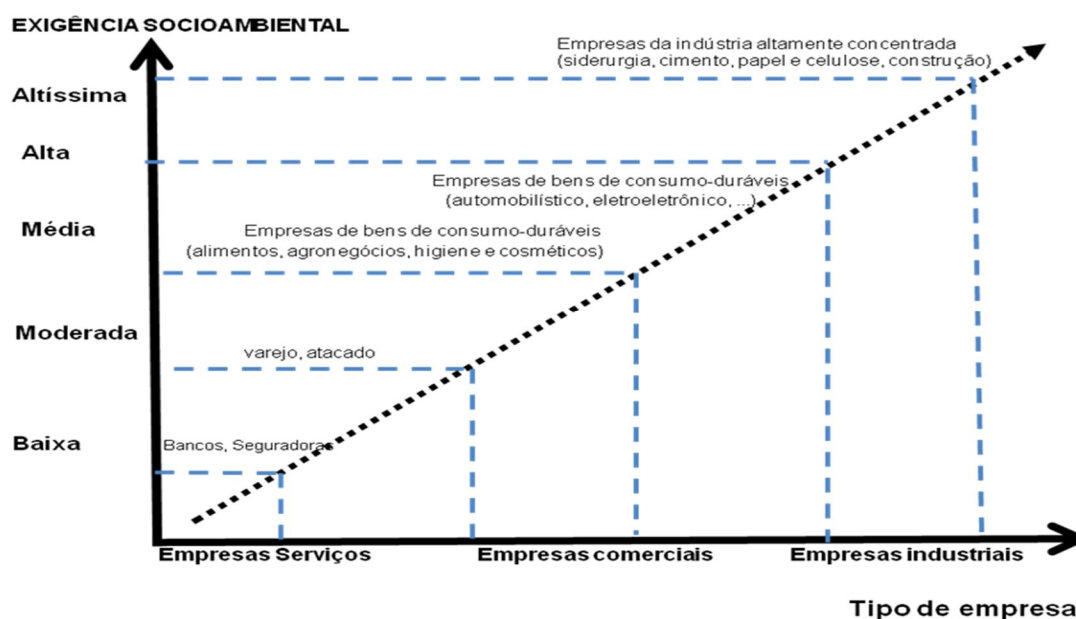 EXIGÊNCIA SOCIOAMBIENTAL
Empresas da indústria altamente concentrada
(siderurgia, cimento, papel e celulose, construção)
Altíssima
Alta
Empresas de bens de consumo-duráveis
(automobilístico, eletroeletrônico, ...)
Média
Empresas de bens de consumo-duráveis
(alimentos, agronegócios, higiene e cosméticos)
Moderada
varejo, atacado
Baixa
Bancos, Seguradoras
Empresas Serviços
Empresas comerciais
Empresas industriais
Tipo de empresa